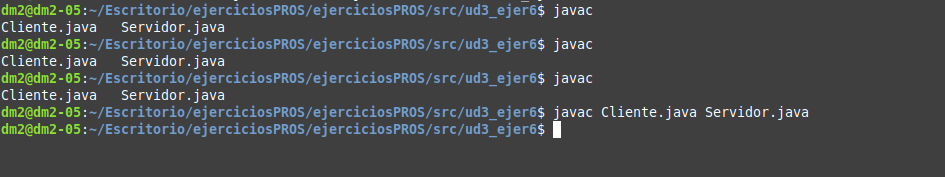 dm2@dm2-05:~/Escritorio/ejerciciosPROS/ejerciciosPROS/src/ud3_ejer6$ javac
Cliente.java   Servidor.java
dm2@dm2-05:~/Escritorio/ejerciciosPROS/ejerciciosPROS/src/ud3_ejer6$ javac
Cliente.java   Servidor.java
dm2@dm2-05:~/Escritorio/ejerciciosPROS/ejerciciosPROS/src/ud3_ejer6$ javac
Cliente.java   Servidor.java
dm2@dm2-05:~/Escritorio/ejerciciosPROS/ejerciciosPROS/src/ud3_ejer6$ javac Cliente.java Servidor.java
dm2@dm2-05:~/Escritorio/ejerciciosPROS/ejerciciosPROS/src/ud3_ejer6$